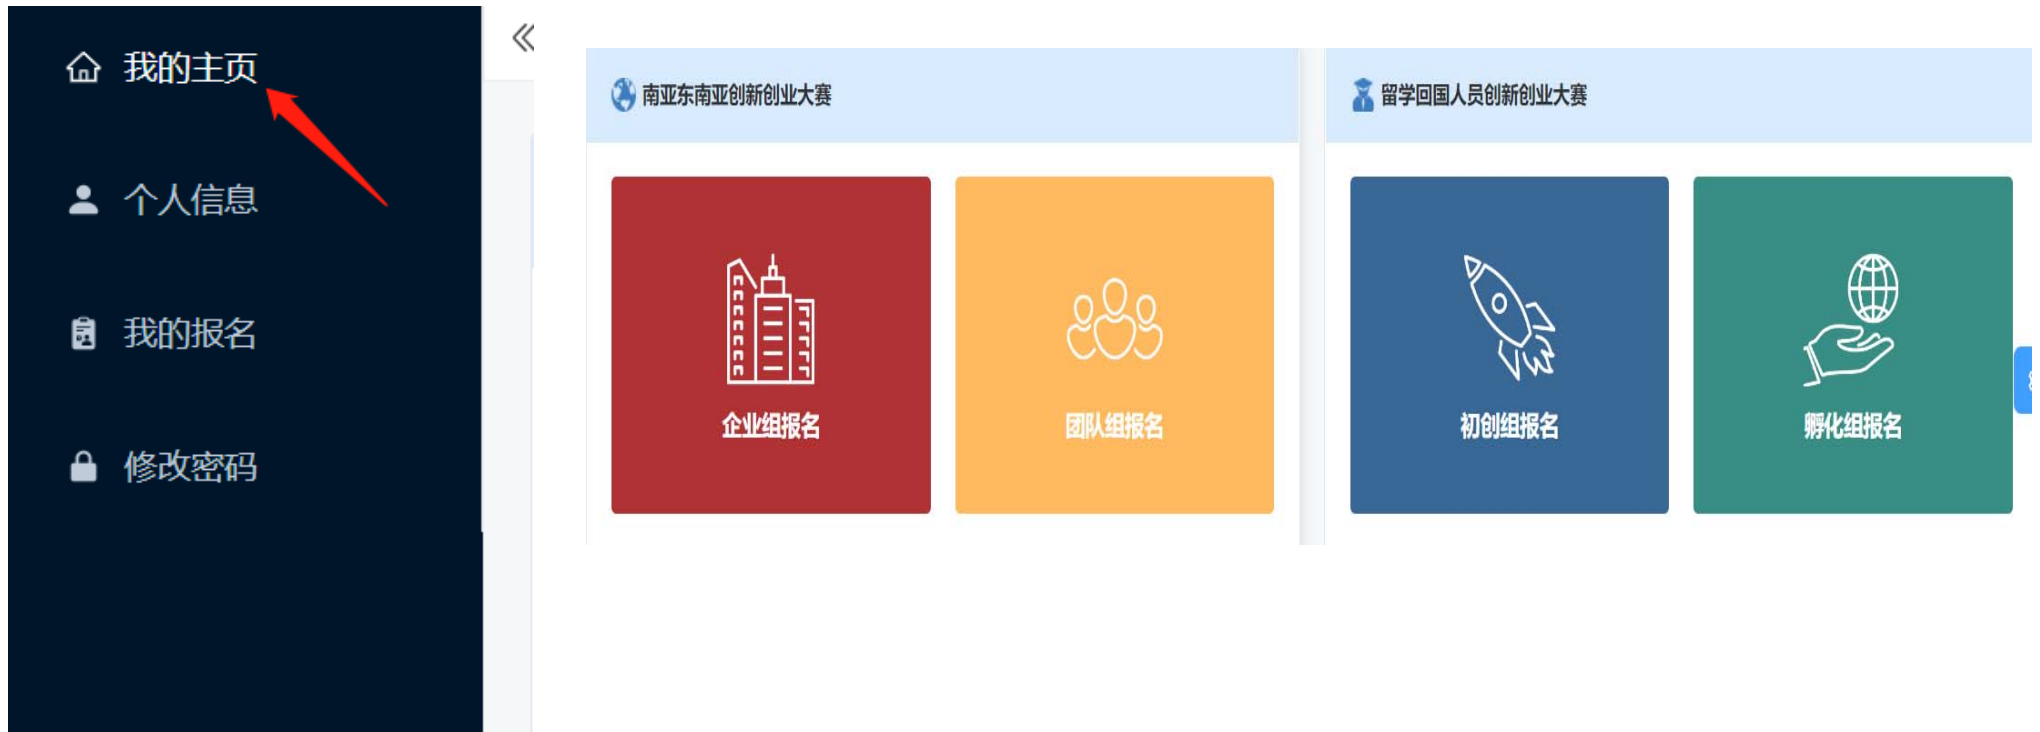 我的主页
个人信息
我的报名
修改密码
南亚东南亚创新创业大赛
企业组报名
团队组报名
留学回国人员创新创业大赛
初创组报名
孵化组报名